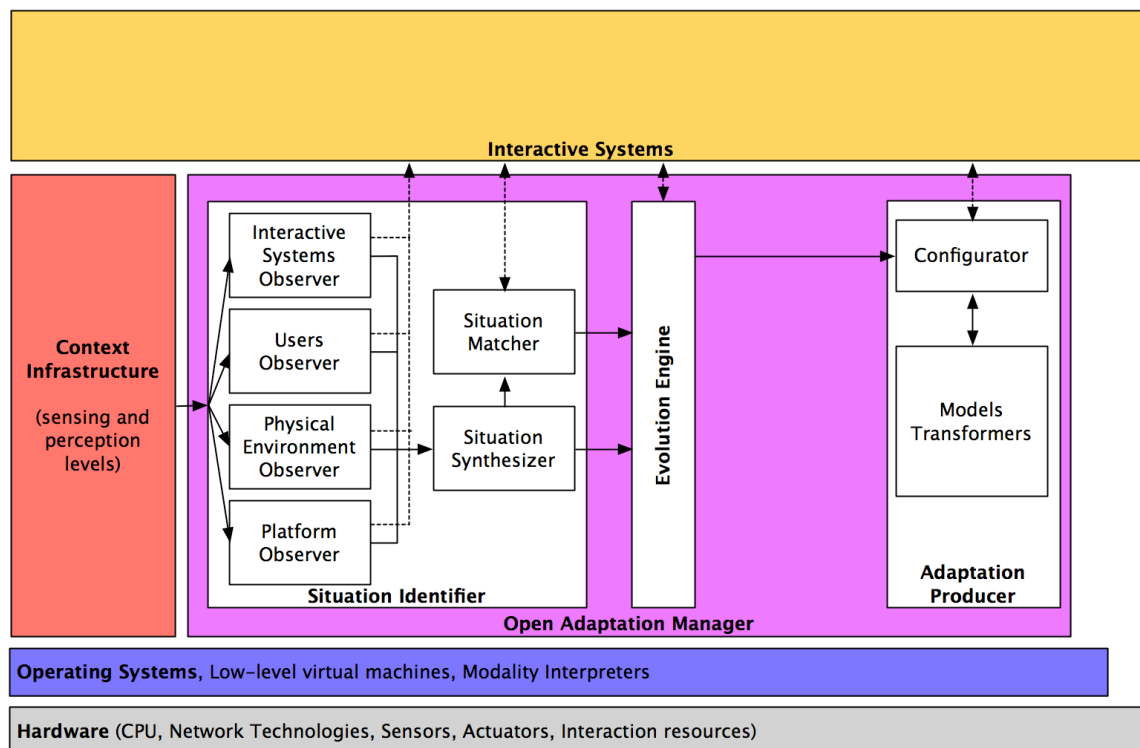 Interactive Systems
Context
Infrastructure
(sensing and
perception
levels)
Interactive
Systems
Observer
Users
Observer
Physical
Environment
Observer
Platform
Observer
Situation
Matcher
Situation
Synthesizer
Situation Identifier
Evolution Engine
Configurator
Models
Transformers
Adaptation
Producer
Open Adaptation Manager
Operating Systems, Low-level virtual machines, Modality Interpreters
Hardware (CPU, Network Technologies, Sensors, Actuators, Interaction resources)